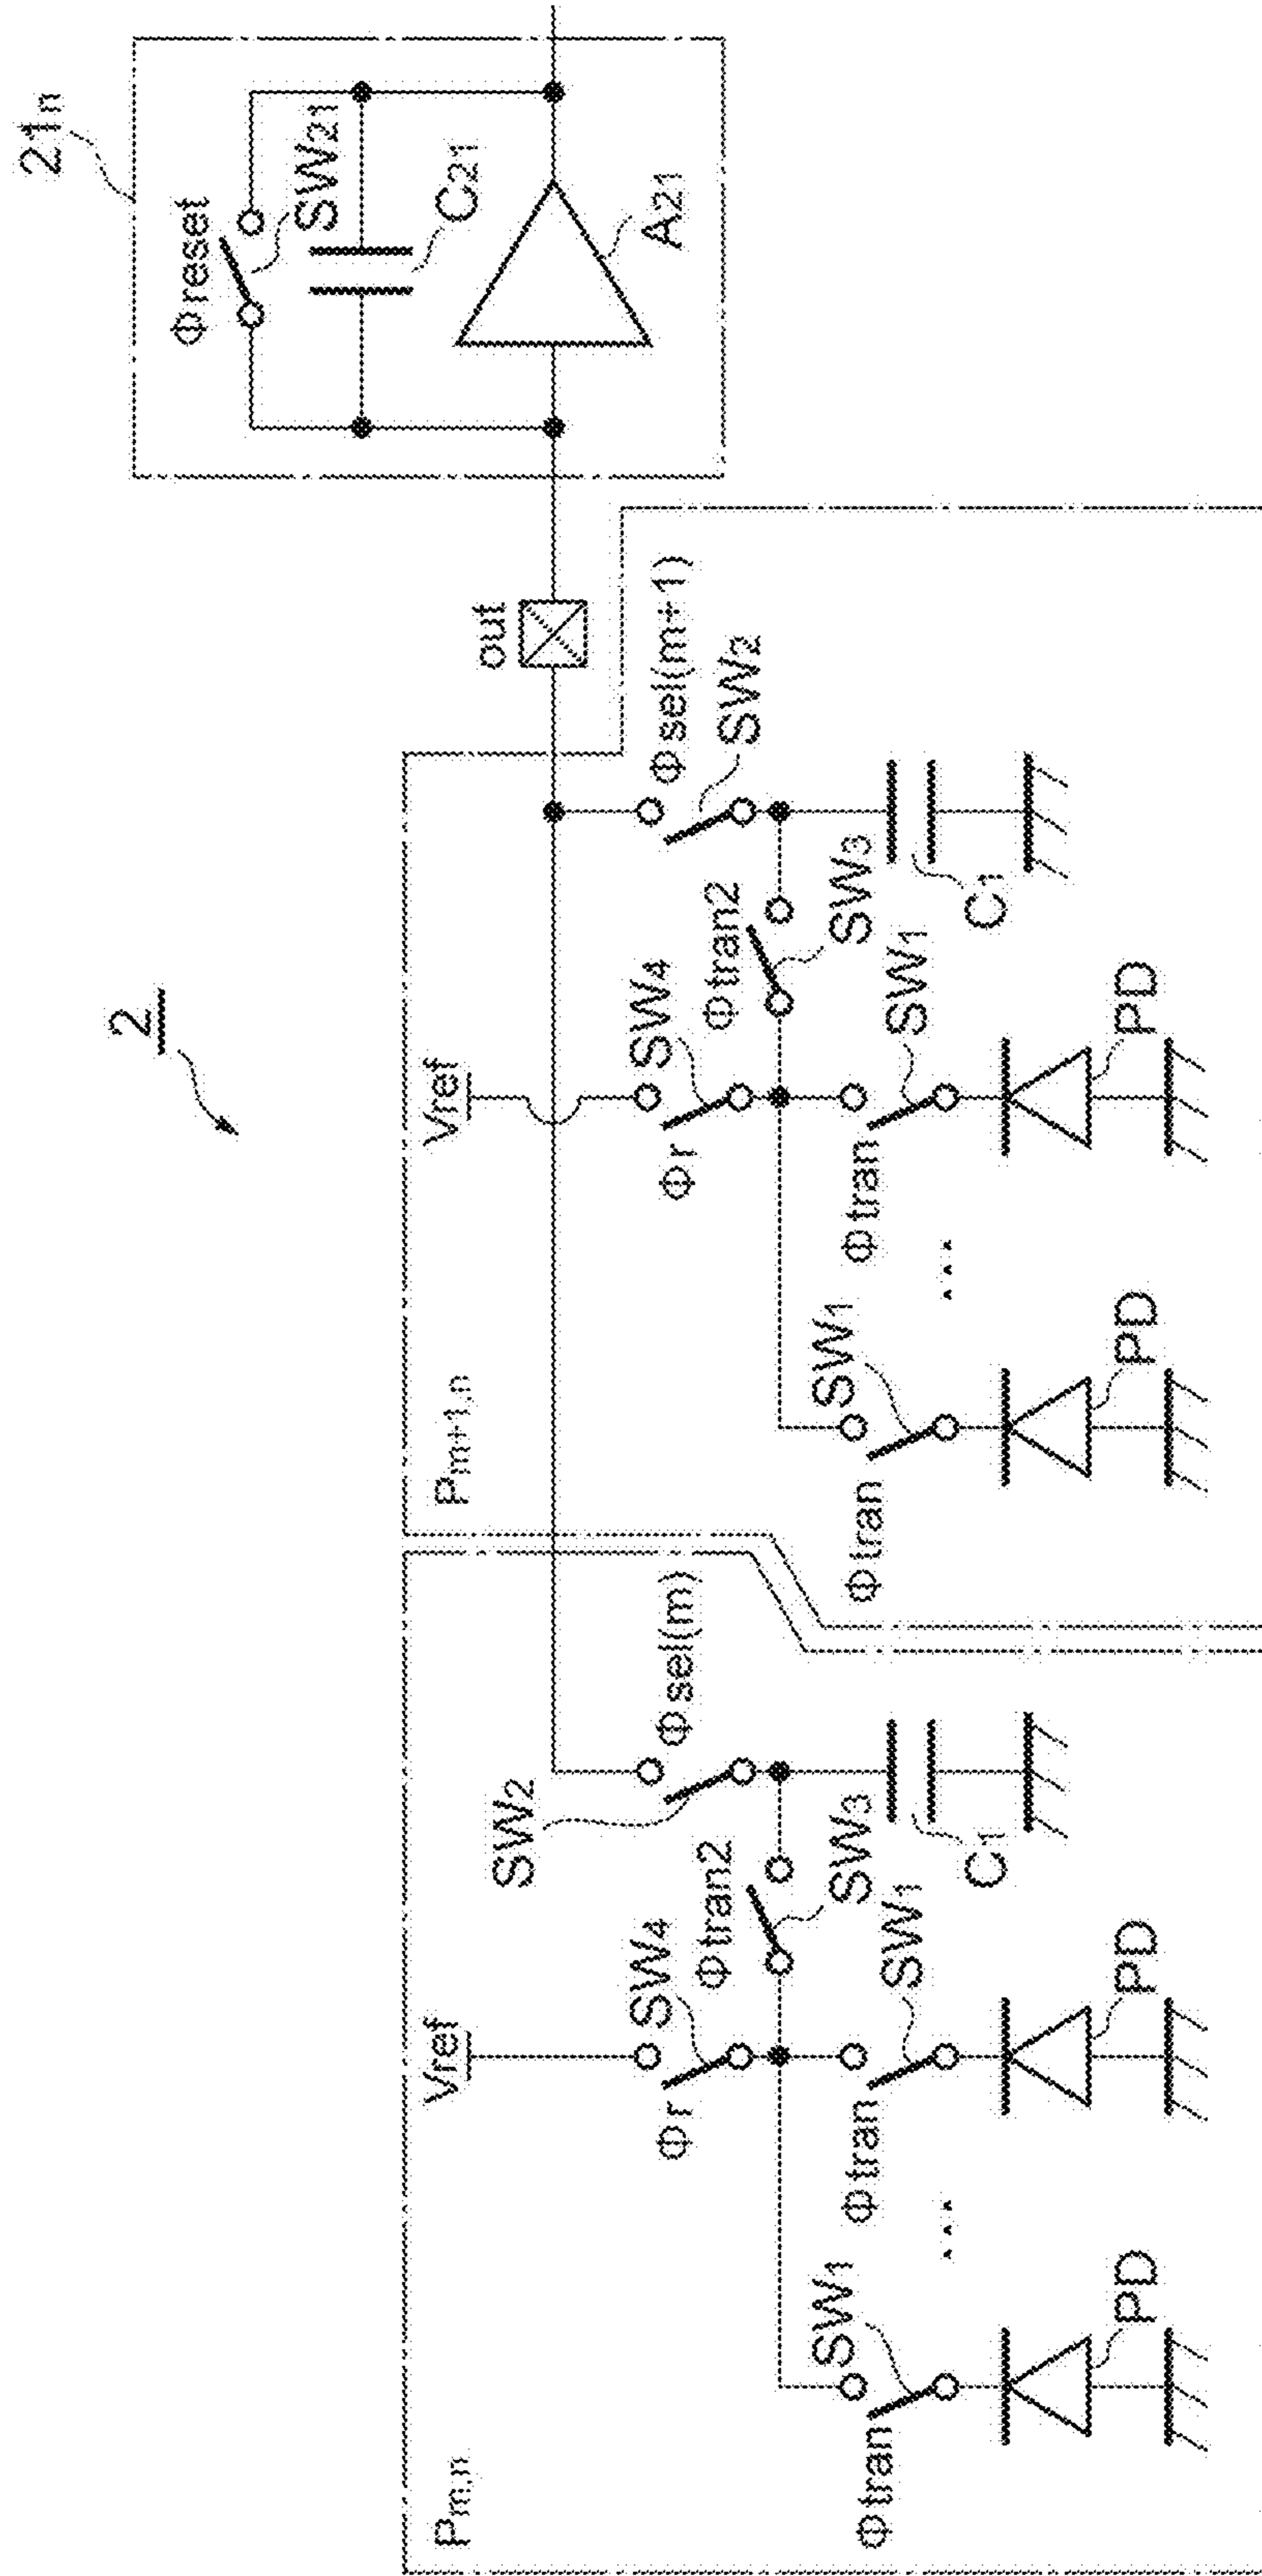 2
21n
Φreset
SW21
C21
A21
out
Pm,n
Vref
SW4
Φr
SW2
Φsel(m)
Φtran2
SW3
SW1
Φtran
SW1
Φtran
...
C1
PD
PD
Pm+1,n
Vref
SW4
Φr
Φsel(m+1)
SW2
Φtran2
SW3
SW1
Φtran
SW1
Φtran
...
C1
PD
PD